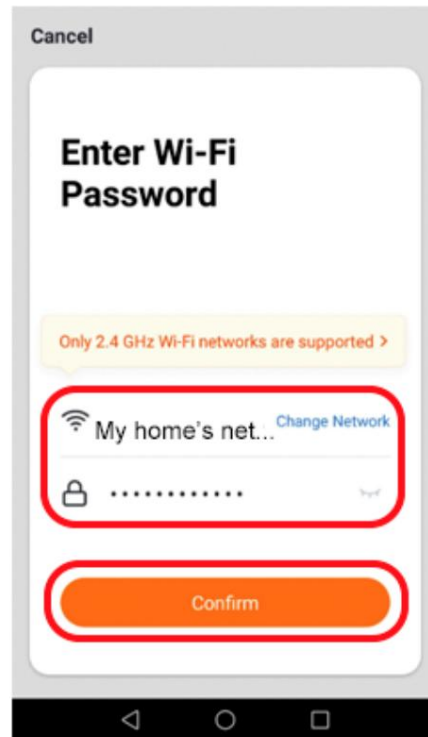 Cancel
Enter Wi-Fi
Password
Only 2.4 GHz Wi-Fi networks are supported >
My home's net... Change Network
••••••••••••
Confirm